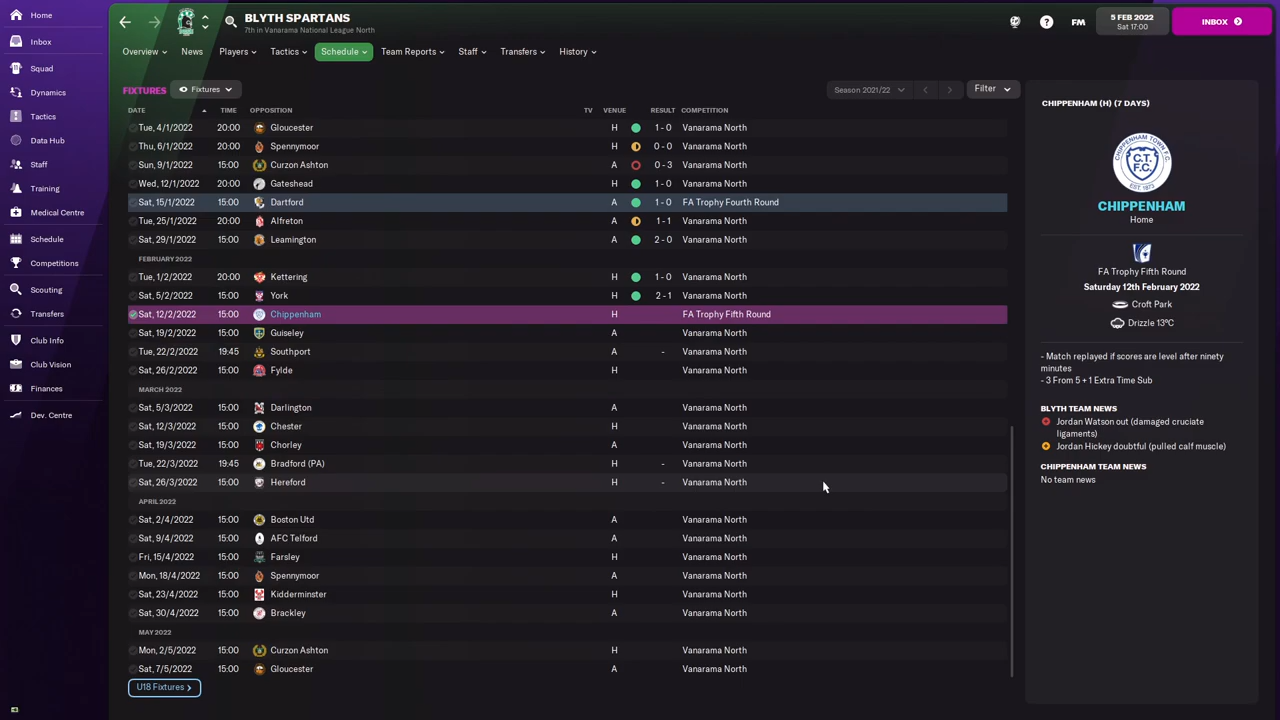 Home
Inbox
Squad
Dynamics
Tactics
Data Hub
Staff
Training
Medical Centre
Schedule
Competitions
Scouting
Transfers
Club Info
Club Vision
Finances
Dev. Centre
BLYTH SPARTANS
7th in Vanarama National League North
FM
5 FEB 2022
Sat 17:00
INBOX
Overview News Players Tactics Schedule Team Reports Staff Transfers History
FIXTURES Fixtures Season 2021/22 Filter
DATE TIME OPPOSITION TV VENUE RESULT COMPETITION
Tue, 4/1/2022 20:00 Gloucester H 1 - 0 Vanarama North
Thu, 6/1/2022 20:00 Spennymoor H 0 - 0 Vanarama North
Sun, 9/1/2022 15:00 Curzon Ashton A 0 - 3 Vanarama North
Wed, 12/1/2022 20:00 Gateshead H 1 - 0 Vanarama North
Sat, 15/1/2022 15:00 Dartford A 1 - 0 FA Trophy Fourth Round
Tue, 25/1/2022 20:00 Alfreton A 1 - 1 Vanarama North
Sat, 29/1/2022 15:00 Leamington A 2 - 0 Vanarama North
FEBRUARY 2022
Tue, 1/2/2022 20:00 Kettering H 1 - 0 Vanarama North
Sat, 5/2/2022 15:00 York H 2 - 1 Vanarama North
Sat, 12/2/2022 15:00 Chippenham H FA Trophy Fifth Round
Sat, 19/2/2022 15:00 Guiseley A Vanarama North
Tue, 22/2/2022 19:45 Southport A - Vanarama North
Sat, 26/2/2022 15:00 Fylde H Vanarama North
MARCH 2022
Sat, 5/3/2022 15:00 Darlington A Vanarama North
Sat, 12/3/2022 15:00 Chester H Vanarama North
Sat, 19/3/2022 15:00 Chorley A Vanarama North
Tue, 22/3/2022 19:45 Bradford (PA) H - Vanarama North
Sat, 26/3/2022 15:00 Hereford H - Vanarama North
APRIL 2022
Sat, 2/4/2022 15:00 Boston Utd A Vanarama North
Sat, 9/4/2022 15:00 AFC Telford A Vanarama North
Fri, 15/4/2022 15:00 Farsley H Vanarama North
Mon, 18/4/2022 15:00 Spennymoor A Vanarama North
Sat, 23/4/2022 15:00 Kidderminster H Vanarama North
Sat, 30/4/2022 15:00 Brackley A Vanarama North
MAY 2022
Mon, 2/5/2022 15:00 Curzon Ashton H Vanarama North
Sat, 7/5/2022 15:00 Gloucester A Vanarama North
U18 Fixtures
CHIPPENHAM (H) (7 DAYS)
CHIPPENHAM TOWN F.C.
C.T.
F.C.
EST 1873
CHIPPENHAM
Home
FA Trophy Fifth Round
Saturday 12th February 2022
Croft Park
Drizzle 13°C
- Match replayed if scores are level after ninety
minutes
- 3 From 5 + 1 Extra Time Sub
BLYTH TEAM NEWS
Jordan Watson out (damaged cruciate
ligaments)
Jordan Hickey doubtful (pulled calf muscle)
CHIPPENHAM TEAM NEWS
No team news